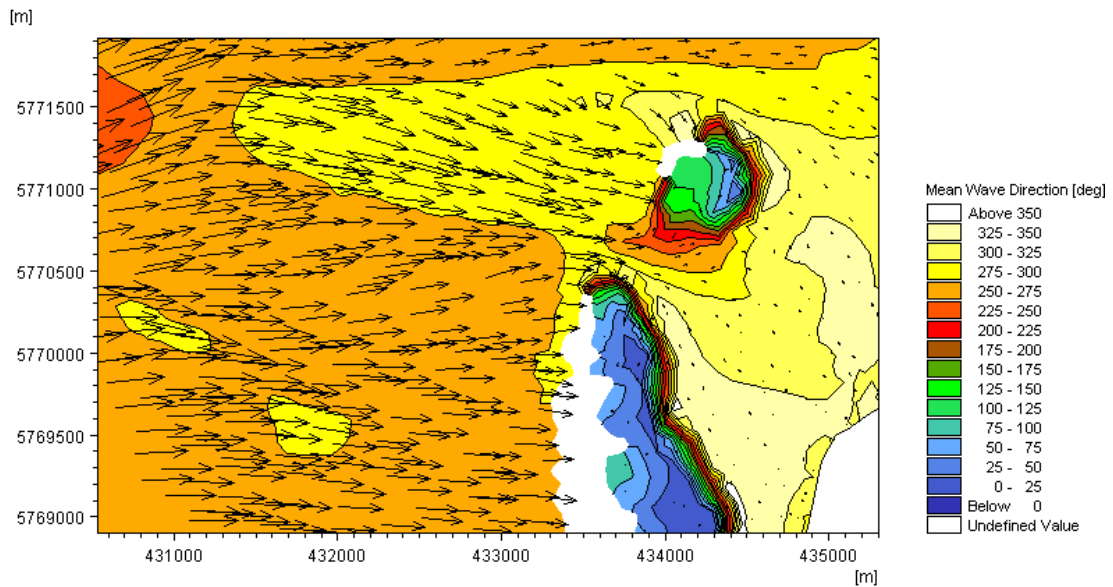 [m]
5771500
5771000
5770500
5770000
5769500
5769000
431000 432000 433000 434000 435000
[m]
Mean Wave Direction [deg]
Above 350
325 - 350
300 - 325
275 - 300
250 - 275
225 - 250
200 - 225
175 - 200
150 - 175
125 - 150
100 - 125
75 - 100
50 - 75
25 - 50
0 - 25
Below 0
Undefined Value